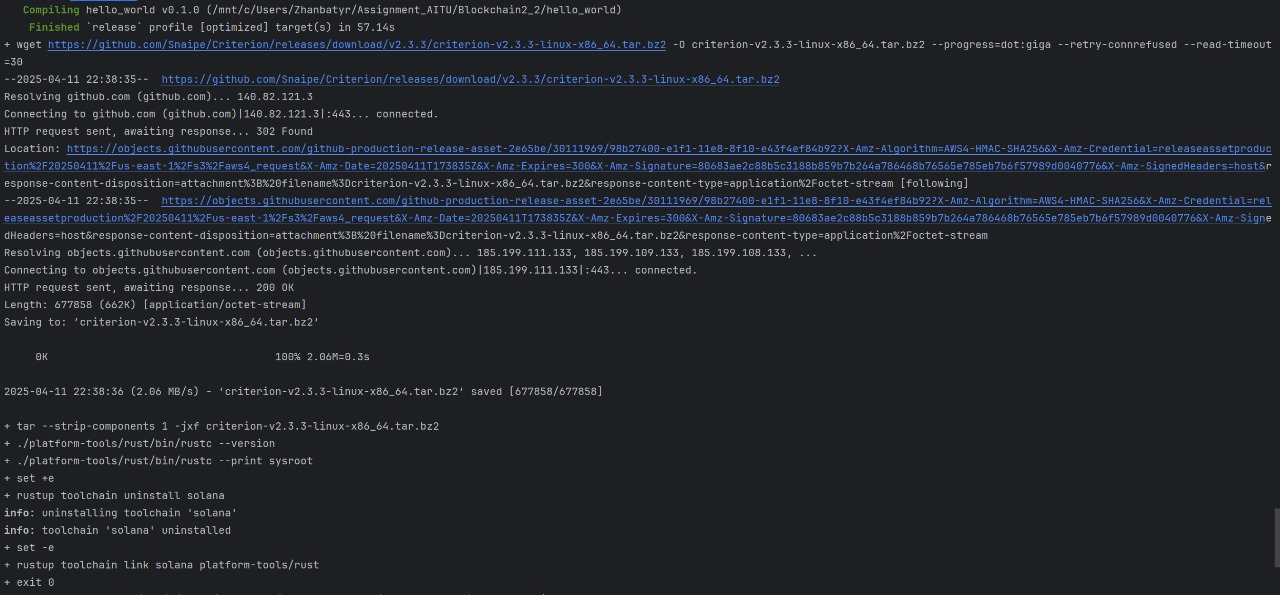 Compiling hello_world v0.1.0 (/mnt/c/Users/Zhanbatyr/Assignment_AITU/Blockchain2_2/hello_world)
Finished `release` profile [optimized] target(s) in 57.14s
+ wget https://github.com/Snaipe/Criterion/releases/download/v2.3.3/criterion-v2.3.3-linux-x86_64.tar.bz2 -O criterion-v2.3.3-linux-x86_64.tar.bz2 --progress=dot:giga --retry-connrefused --read-timeout
=30
--2025-04-11 22:38:35--  https://github.com/Snaipe/Criterion/releases/download/v2.3.3/criterion-v2.3.3-linux-x86_64.tar.bz2
Resolving github.com (github.com)... 140.82.121.3
Connecting to github.com (github.com)|140.82.121.3|:443... connected.
HTTP request sent, awaiting response... 302 Found
Location: https://objects.githubusercontent.com/github-production-release-asset-2e65be/30111969/98b27400-e1f1-11e8-8f10-e43f4ef84b92?X-Amz-Algorithm=AWS4-HMAC-SHA256&X-Amz-Credential=releaseassetproduc
tion%2F20250411%2Fus-east-1%2Fs3%2Faws4_request&X-Amz-Date=20250411T173835Z&X-Amz-Expires=300&X-Amz-Signature=80683ae2c88b5c3188b859b7b264a786468b76565e785eb7b6f57989d0040776&X-Amz-SignedHeaders=host&r
esponse-content-disposition=attachment%3B%20filename%3Dcriterion-v2.3.3-linux-x86_64.tar.bz2&response-content-type=application%2Foctet-stream [following]
--2025-04-11 22:38:35--  https://objects.githubusercontent.com/github-production-release-asset-2e65be/30111969/98b27400-e1f1-11e8-8f10-e43f4ef84b92?X-Amz-Algorithm=AWS4-HMAC-SHA256&X-Amz-Credential=rel
easeassetproduction%2F20250411%2Fus-east-1%2Fs3%2Faws4_request&X-Amz-Date=20250411T173835Z&X-Amz-Expires=300&X-Amz-Signature=80683ae2c88b5c3188b859b7b264a786468b76565e785eb7b6f57989d0040776&X-Amz-Signe
dHeaders=host&response-content-disposition=attachment%3B%20filename%3Dcriterion-v2.3.3-linux-x86_64.tar.bz2&response-content-type=application%2Foctet-stream
Resolving objects.githubusercontent.com (objects.githubusercontent.com)... 185.199.111.133, 185.199.109.133, 185.199.108.133, ...
Connecting to objects.githubusercontent.com (objects.githubusercontent.com)|185.199.111.133|:443... connected.
HTTP request sent, awaiting response... 200 OK
Length: 677858 (662K) [application/octet-stream]
Saving to: ‘criterion-v2.3.3-linux-x86_64.tar.bz2’
0K 100% 2.06M=0.3s
2025-04-11 22:38:36 (2.06 MB/s) - ‘criterion-v2.3.3-linux-x86_64.tar.bz2’ saved [677858/677858]
+ tar --strip-components 1 -jxf criterion-v2.3.3-linux-x86_64.tar.bz2
+ ./platform-tools/rust/bin/rustc --version
+ ./platform-tools/rust/bin/rustc --print sysroot
+ set +e
+ rustup toolchain uninstall solana
info: uninstalling toolchain 'solana'
info: toolchain 'solana' uninstalled
+ set -e
+ rustup toolchain link solana platform-tools/rust
+ exit 0